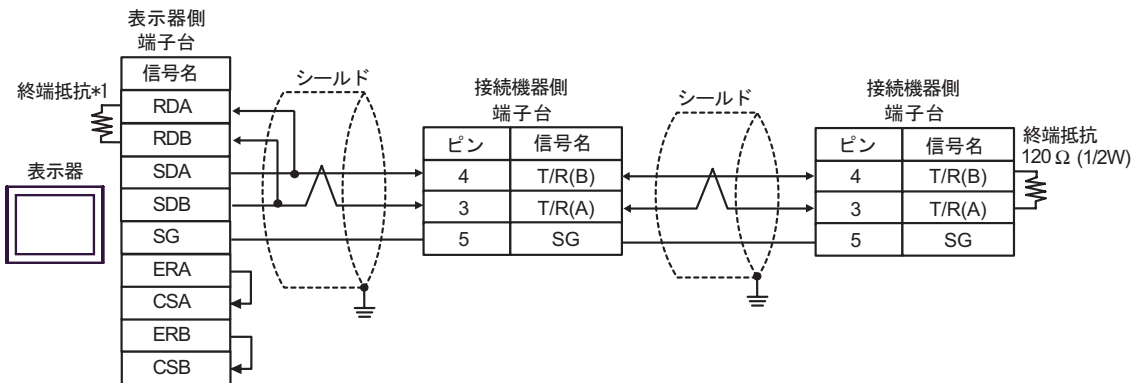 表示器側
端子台
信号名
RDA
RDB
SDA
SDB
SG
ERA
CSA
ERB
CSB
終端抵抗*1
表示器
シールド
接続機器側
端子台
ピン 信号名
4 T/R(B)
3 T/R(A)
5 SG
シールド
接続機器側
端子台
ピン 信号名
4 T/R(B)
3 T/R(A)
5 SG
終端抵抗
120 Ω (1/2W)